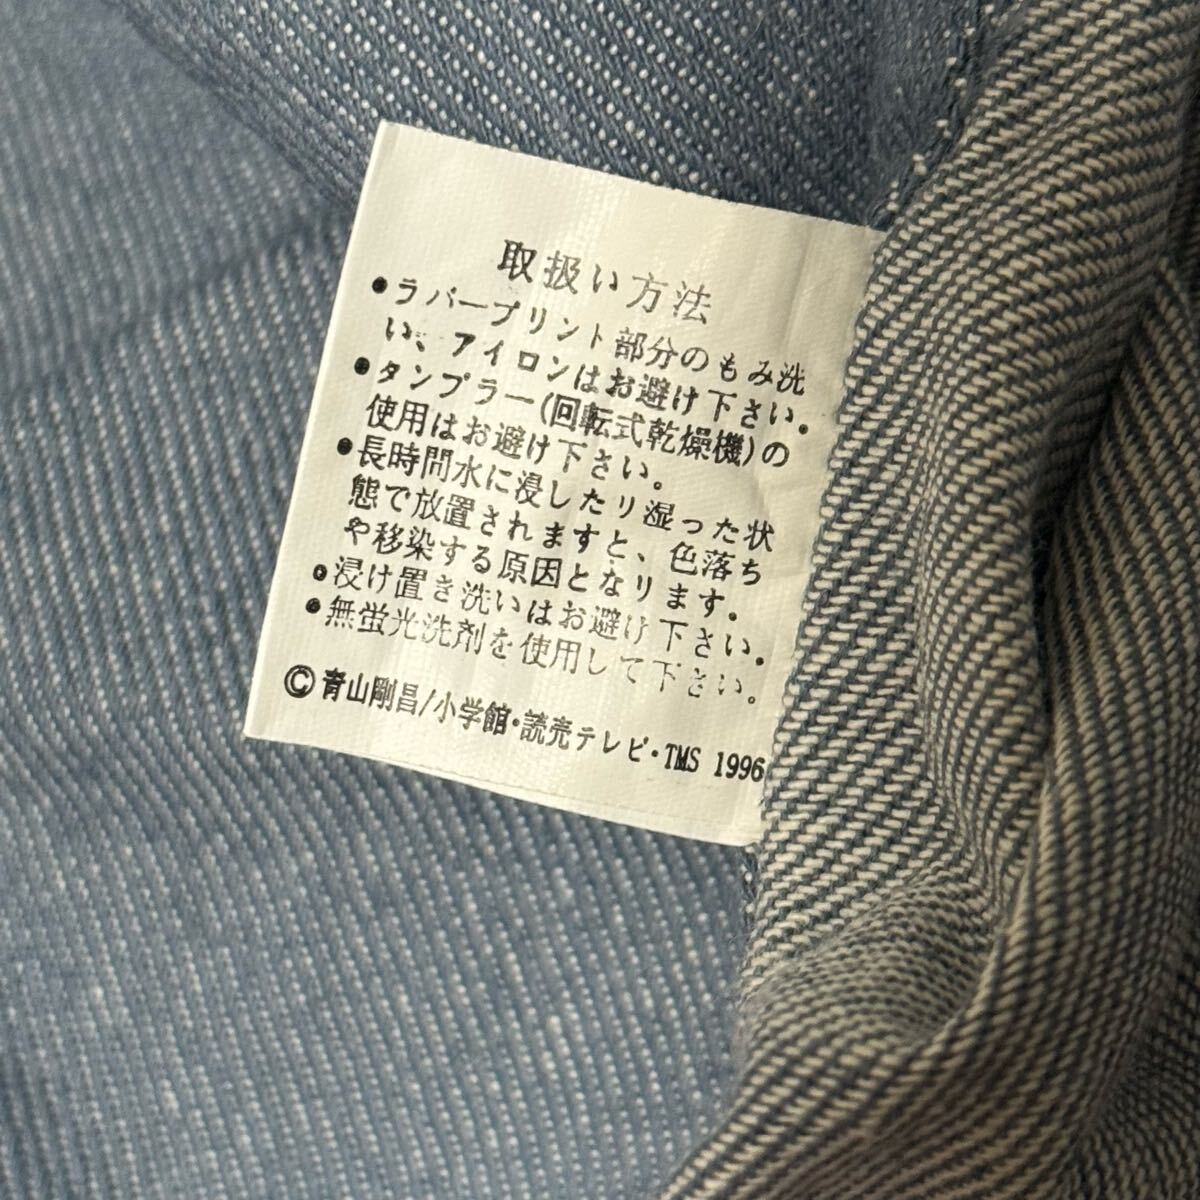 取扱い方法
●ラバープリント部分のもみ洗
い、アイロンはお避け下さい。
●タンブラー(回転式乾燥機)の
使用はお避け下さい。
●長時間水に浸したり湿った状
態で放置されますと、色落ち
や移染する原因となります。
●浸け置き洗いはお避け下さい。
●無蛍光洗剤を使用して下さい。
©青山剛昌/小学館・読売テレビ・TMS 1996